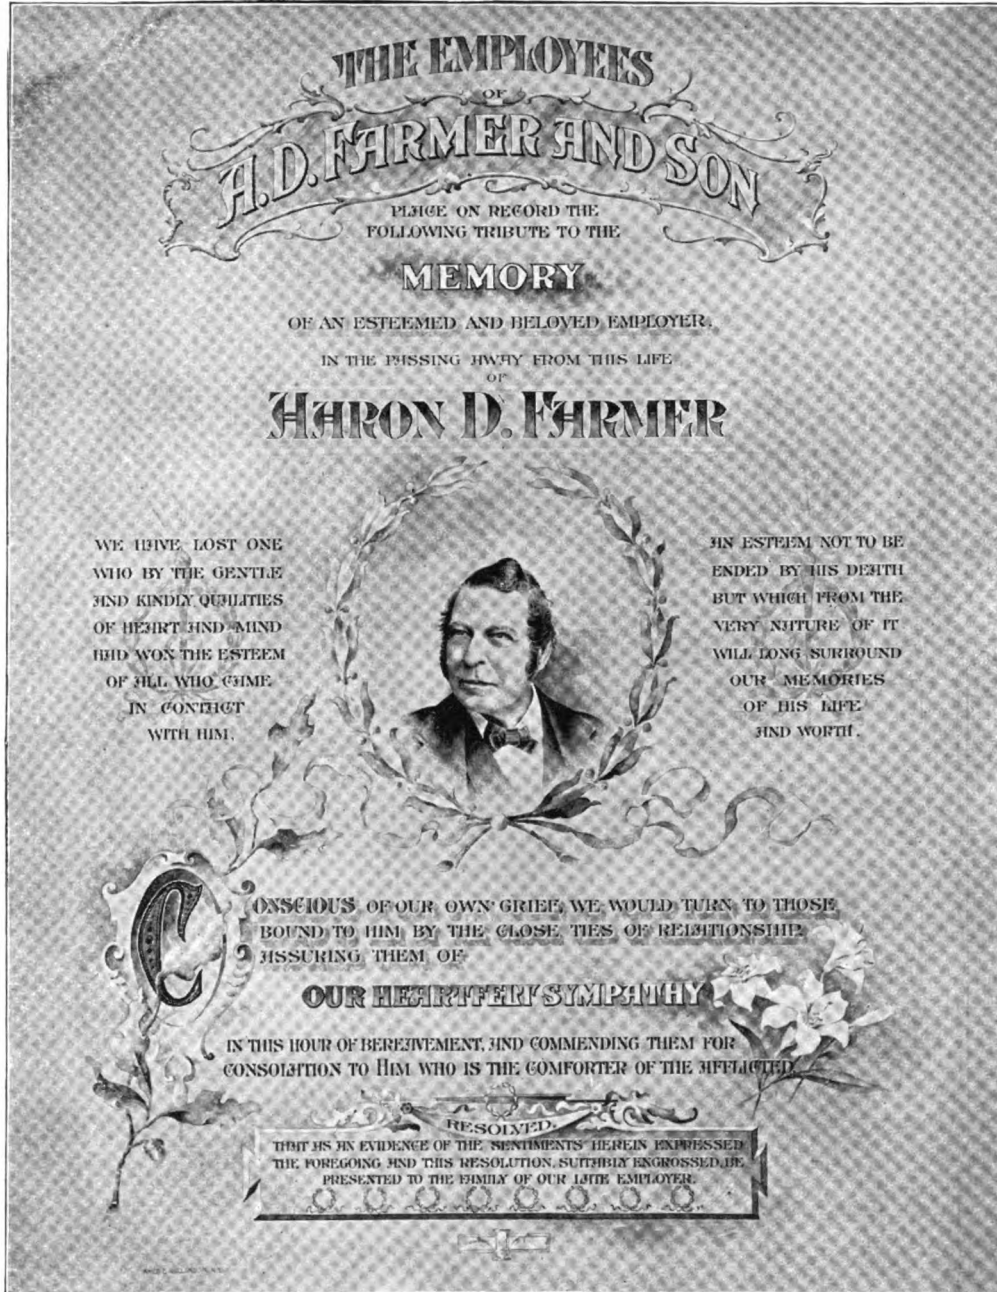 THE EMPLOYEES
OF
A. D. FARMER AND SON
PLACE ON RECORD THE
FOLLOWING TRIBUTE TO THE
MEMORY
OF AN ESTEEMED AND BELOVED EMPLOYER.
IN THE PASSING AWAY FROM THIS LIFE
OF
AARON D. FARMER
WE HAVE LOST ONE
WHO BY THE GENTLE
AND KINDLY QUALITIES
OF HEART AND MIND
HAD WON THE ESTEEM
OF ALL WHO CAME
IN CONTACT
WITH HIM,
AN ESTEEM NOT TO BE
ENDED BY HIS DEATH
BUT WHICH FROM THE
VERY NATURE OF IT
WILL LONG SURROUND
OUR MEMORIES
OF HIS LIFE
AND WORTH.
CONSCIOUS OF OUR OWN GRIEF, WE WOULD TURN TO THOSE
BOUND TO HIM BY THE CLOSE TIES OF RELATIONSHIP,
ASSURING THEM OF
OUR HEARTFELT SYMPATHY
IN THIS HOUR OF BEREAVEMENT, AND COMMENDING THEM FOR
CONSOLATION TO HIM WHO IS THE COMFORTER OF THE AFFLICTED.
RESOLVED,
THAT AS AN EVIDENCE OF THE SENTIMENTS HEREIN EXPRESSED
THE FOREGOING AND THIS RESOLUTION, SUITABLY ENGROSSED, BE
PRESENTED TO THE FAMILY OF OUR LATE EMPLOYER.